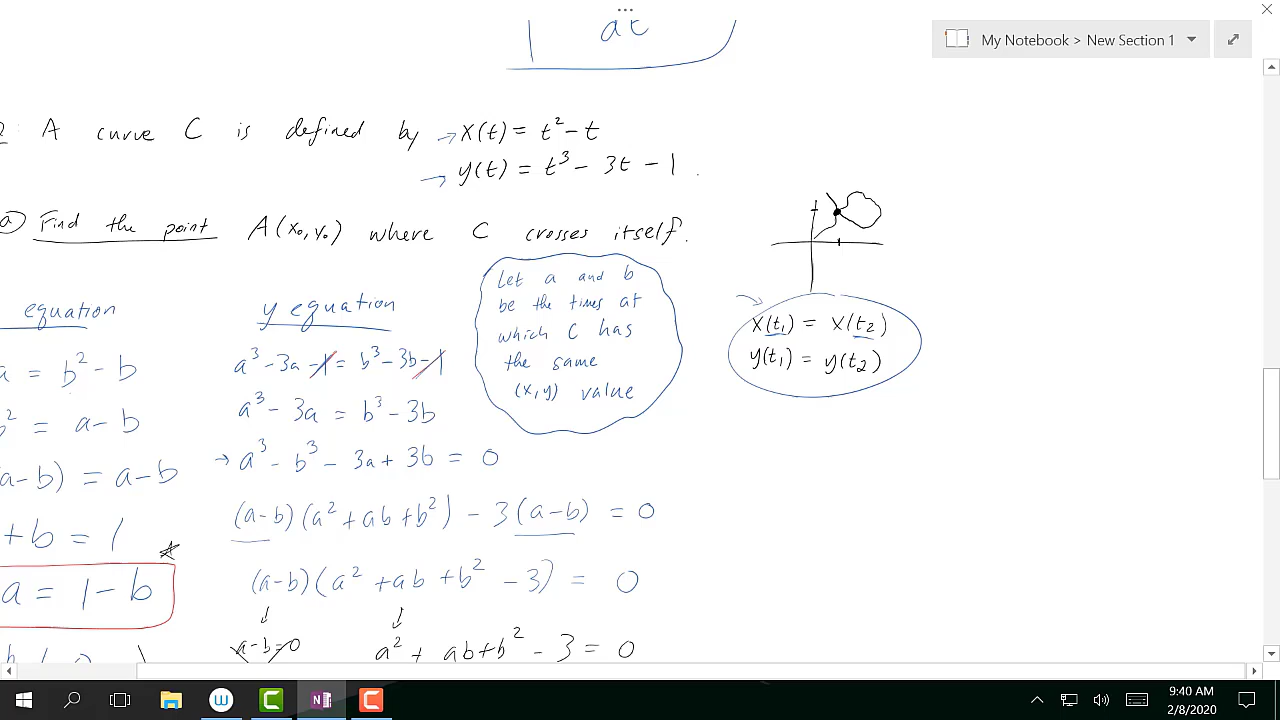 at
My Notebook > New Section 1
2. A curve C is defined by → x(t) = t² - t
→ y(t) = t³ - 3t - 1.
a) Find the point A(x₀, y₀) where C crosses itself.
equation
a = b² - b
b² = a - b
(a-b) = a-b
+ b = 1
a = 1 - b
y equation
a³ - 3a - 1 = b³ - 3b - 1
a³ - 3a = b³ - 3b
→ a³ - b³ - 3a + 3b = 0
(a-b)(a² + ab + b²) - 3(a-b) = 0
(a-b)(a² + ab + b² - 3) = 0
a-b=0
a² + ab + b² - 3 = 0
Let a and b
be the times at
which C has
the same
(x,y) value
x(t₁) = x(t₂)
y(t₁) = y(t₂)
9:40 AM
2/8/2020